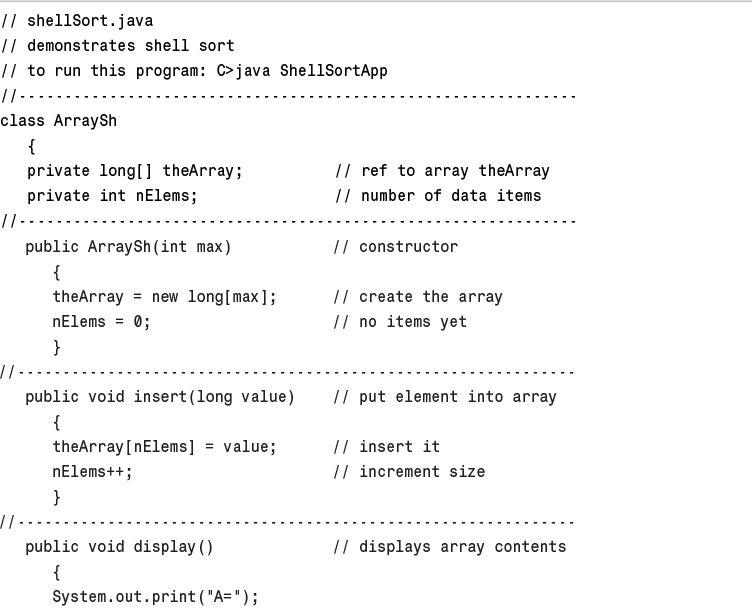 // shellSort.java
// demonstrates shell sort
// to run this program: C>java ShellSortApp
//--------------------------------------------------------------
class ArraySh
{
private long[] theArray; // ref to array theArray
private int nElems; // number of data items
//--------------------------------------------------------------
public ArraySh(int max) // constructor
{
theArray = new long[max]; // create the array
nElems = 0; // no items yet
}
//--------------------------------------------------------------
public void insert(long value) // put element into array
{
theArray[nElems] = value; // insert it
nElems++; // increment size
}
//--------------------------------------------------------------
public void display() // displays array contents
{
System.out.print("A=");